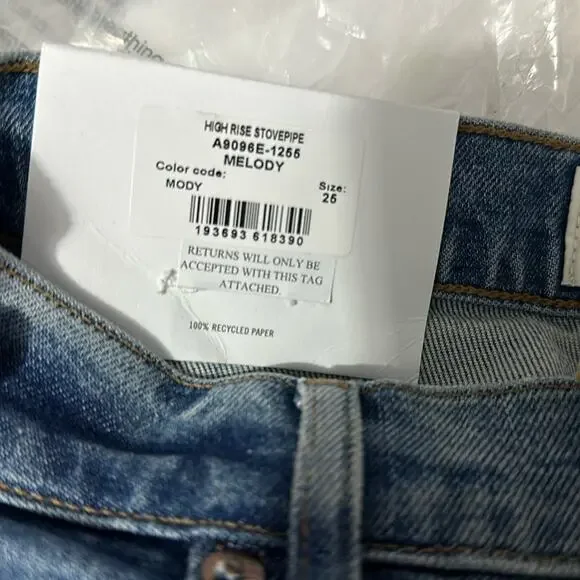 HIGH RISE STOVEPIPE
A9096E-1255
MELODY
Color code:
MODY
Size:
25
193693 618390
RETURNS WILL ONLY BE
ACCEPTED WITH THIS TAG
ATTACHED.
100% RECYCLED PAPER